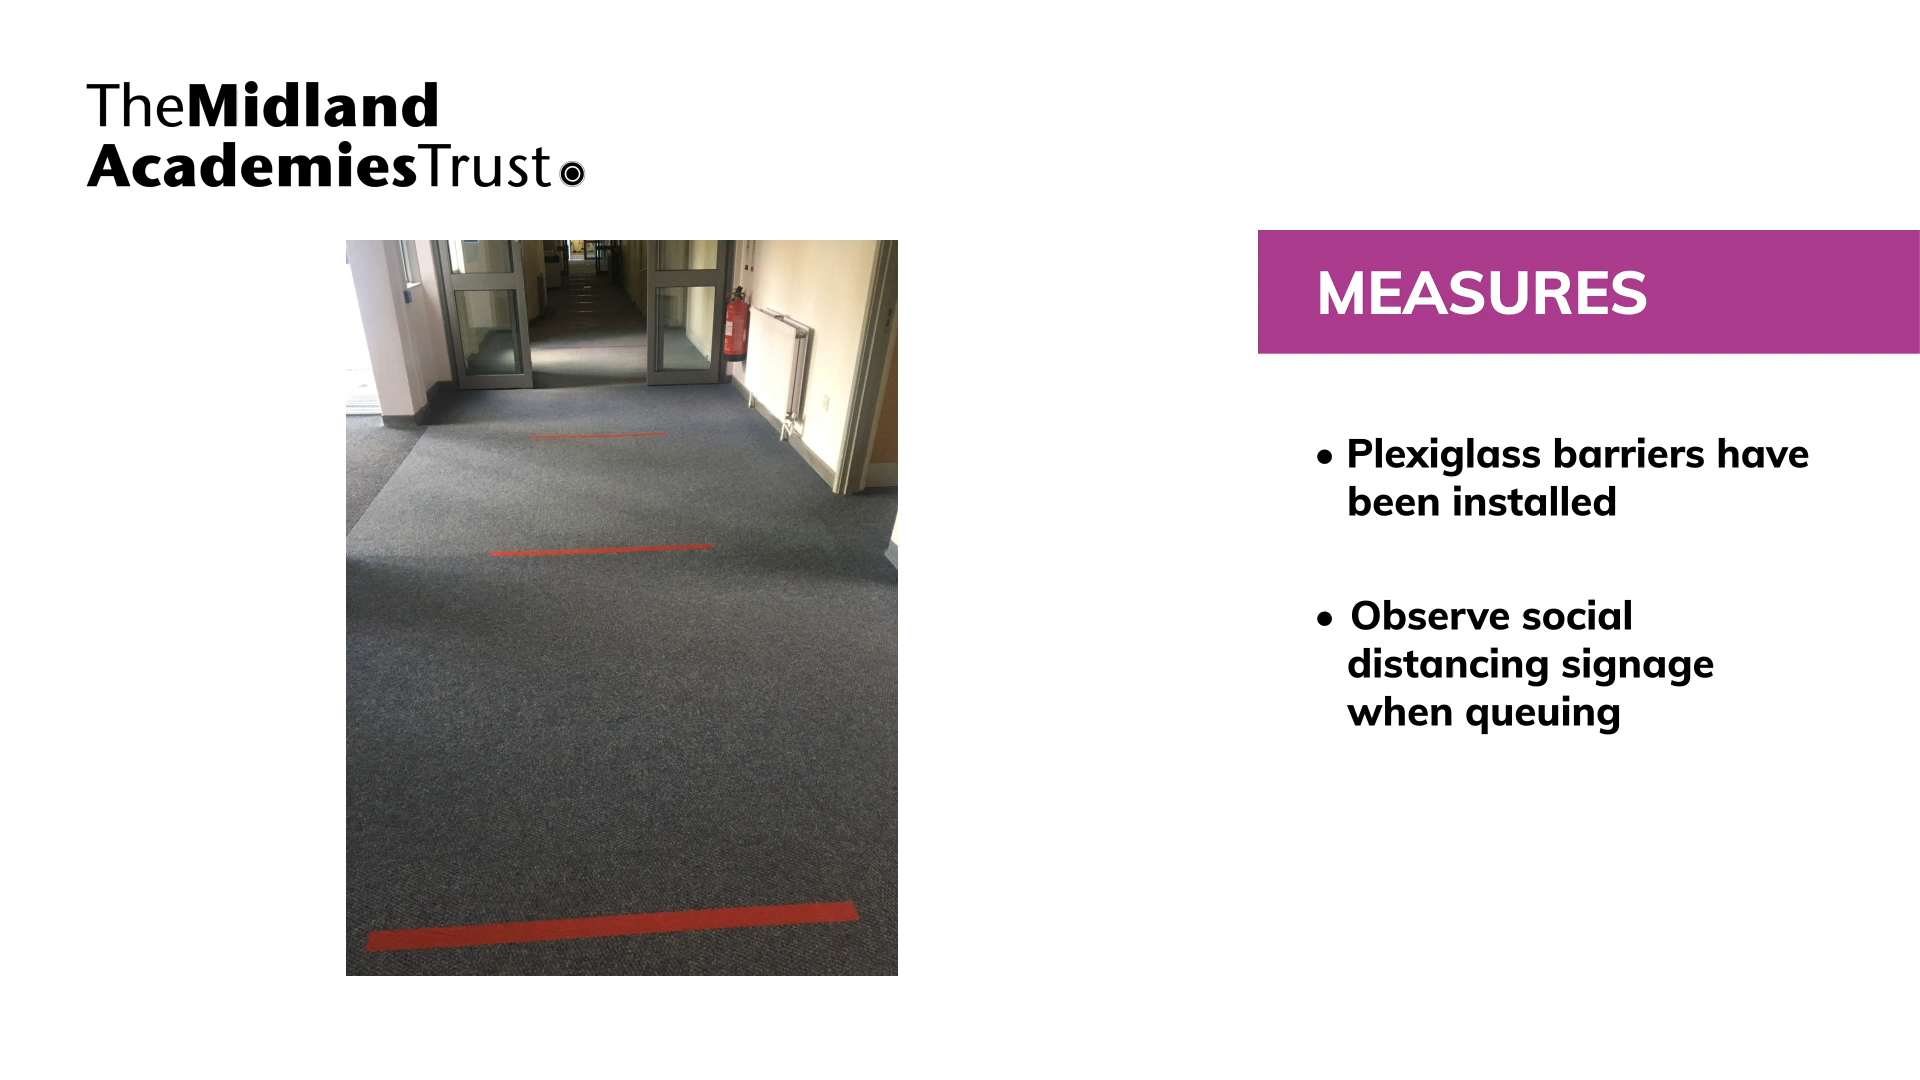 TheMidland
AcademiesTrust
MEASURES
• Plexiglass barriers have
been installed
• Observe social
distancing signage
when queuing